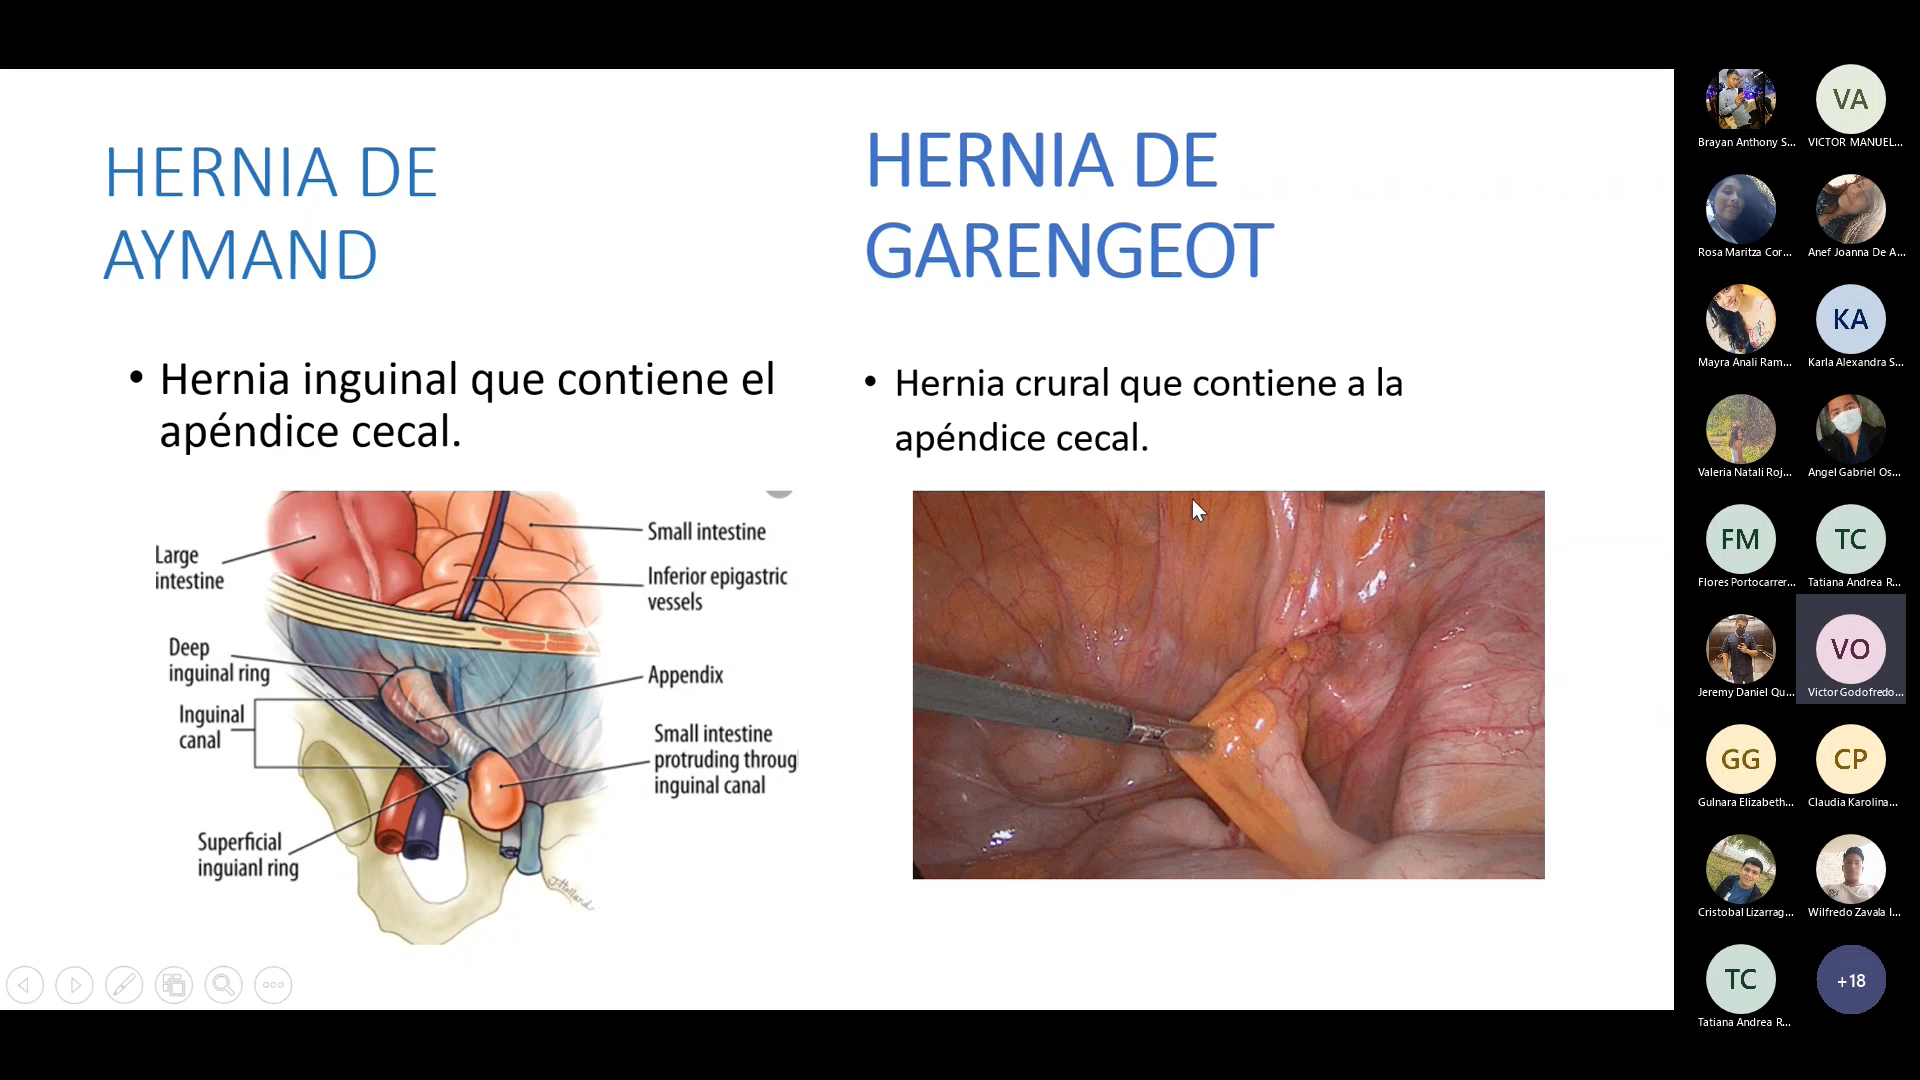 HERNIA DE
AYMAND
• Hernia inguinal que contiene el
apéndice cecal.
Large
intestine
Deep
inguinal ring
Inguinal
canal
Superficial
inguianl ring
Small intestine
Inferior epigastric
vessels
Appendix
Small intestine
protruding throug
inguinal canal
HERNIA DE
GARENGEOT
• Hernia crural que contiene a la
apéndice cecal.
VA
Brayan Anthony S...
VICTOR MANUEL...
Rosa Maritza Cor...
Anef Joanna De A...
KA
Mayra Anali Ram...
Karla Alexandra S...
Valeria Natali Roj...
Angel Gabriel Os...
FM
TC
Flores Portocarrer...
Tatiana Andrea R...
VO
Jeremy Daniel Qu...
Victor Godofredo...
GG
CP
Gulnara Elizabeth...
Claudia Karolina...
Cristobal Lizarrag...
Wilfredo Zavala I...
TC
+18
Tatiana Andrea R...